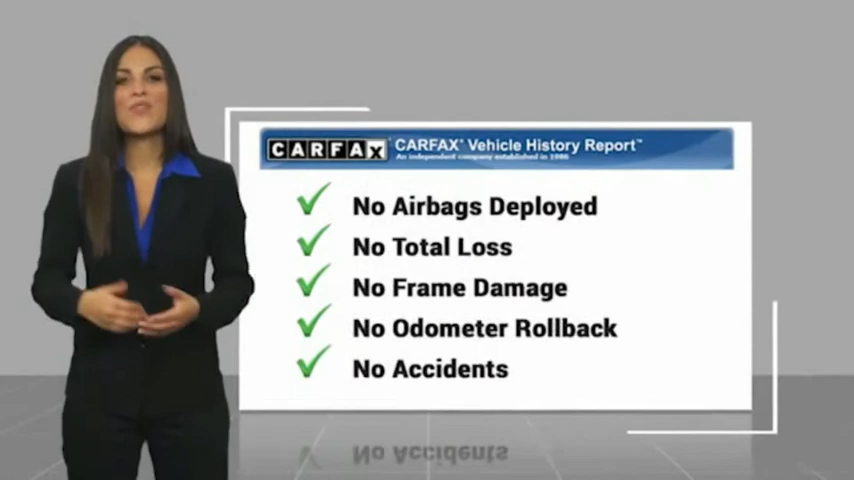 CARFAX CARFAX® Vehicle History Report™
An independent company established in 1986
No Airbags Deployed
No Total Loss
No Frame Damage
No Odometer Rollback
No Accidents
No Accidents